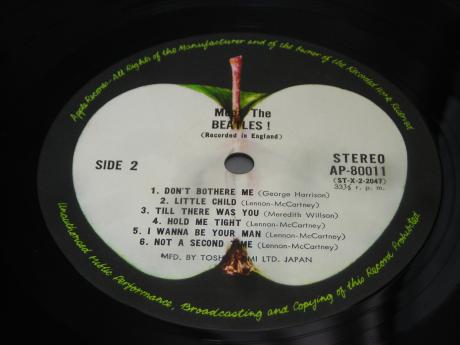 Apple Records-All Rights of the Manufacturer and of the Owner of the Recorded Work Reserved
Meet The
BEATLES !
(Recorded in England)
SIDE 2
STEREO
AP-80011
(ST-X-2-2047)
33⅓ r. p. m.
1. DON'T BOTHERE ME (George Harrison)
2. LITTLE CHILD (Lennon-McCartney)
3. TILL THERE WAS YOU (Meredith Willson)
4. HOLD ME TIGHT (Lennon-McCartney)
5. I WANNA BE YOUR MAN (Lennon-McCartney)
6. NOT A SECOND TIME (Lennon-McCartney)
MFD. BY TOSHIBA EMI LTD. JAPAN
Unauthorised Public Performance, Broadcasting and Copying of this Record Prohibited